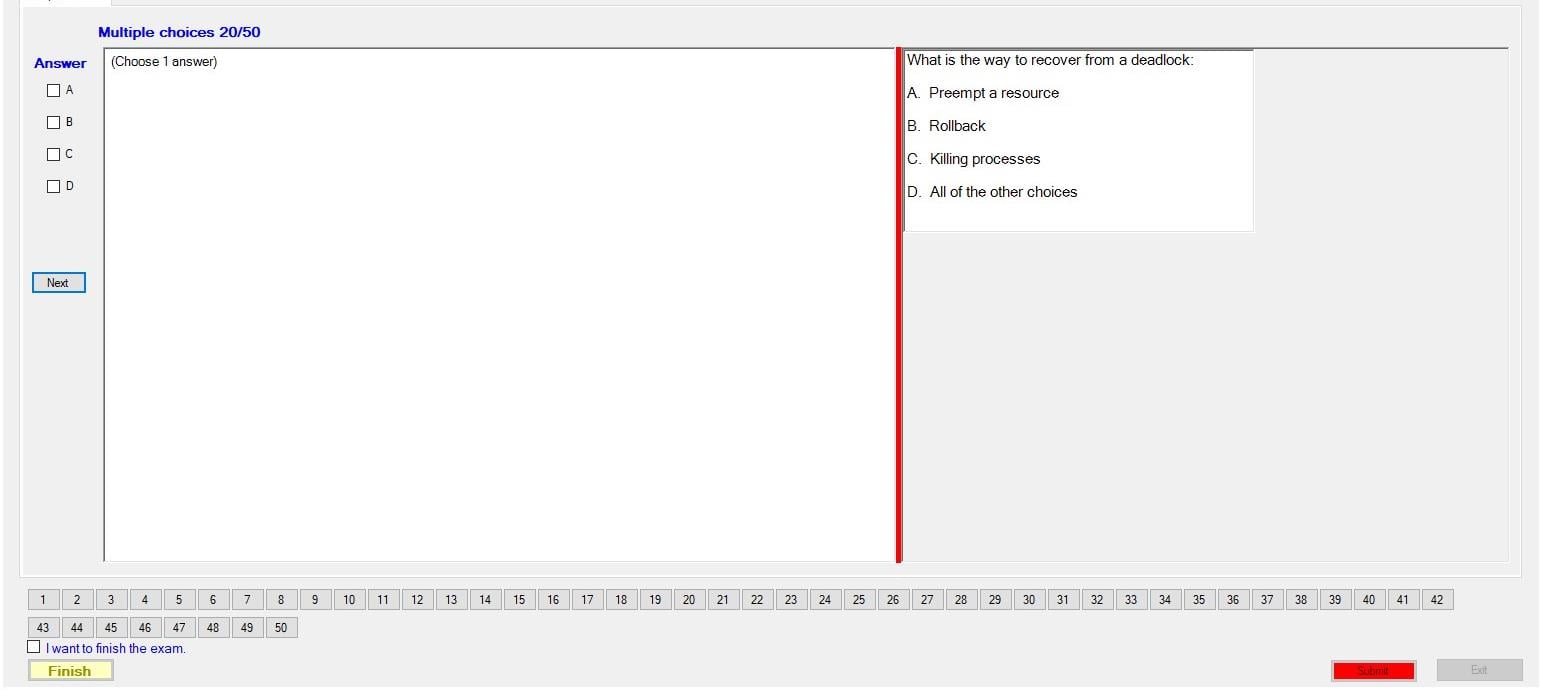 Multiple choices 20/50
Answer
(Choose 1 answer)
A
B
C
D
Next
What is the way to recover from a deadlock:
A. Preempt a resource
B. Rollback
C. Killing processes
D. All of the other choices
1 2 3 4 5 6 7 8 9 10 11 12 13 14 15 16 17 18 19 20 21 22 23 24 25 26 27 28 29 30 31 32 33 34 35 36 37 38 39 40 41 42
43 44 45 46 47 48 49 50
I want to finish the exam.
Finish
Submit
Exit